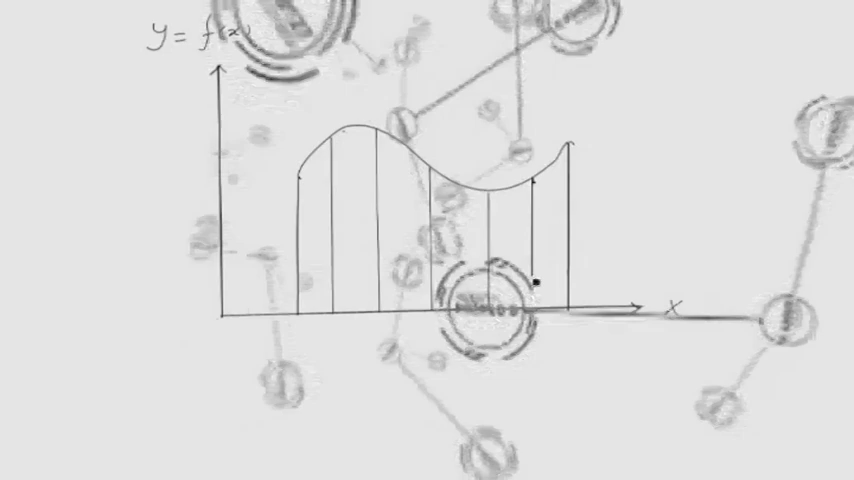 y = f(x)
x